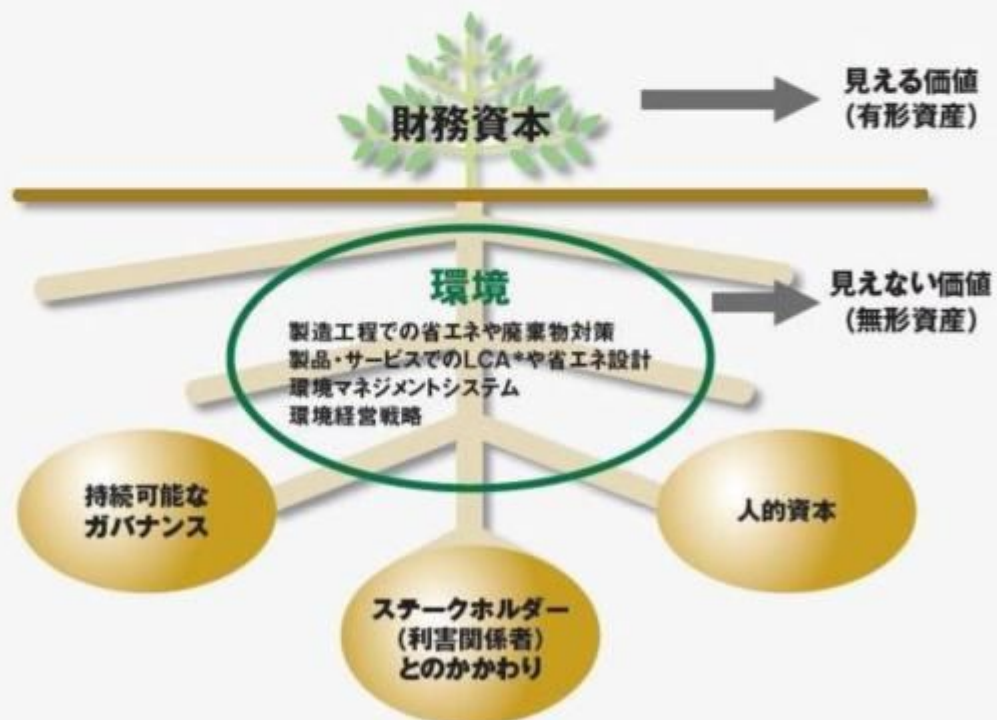 財務資本
見える価値
(有形資産)
環境
製造工程での省エネや廃棄物対策
製品・サービスでのLCA*や省エネ設計
環境マネジメントシステム
環境経営戦略
見えない価値
(無形資産)
持続可能な
ガバナンス
人的資本
ステークホルダー
(利害関係者)
とのかかわり